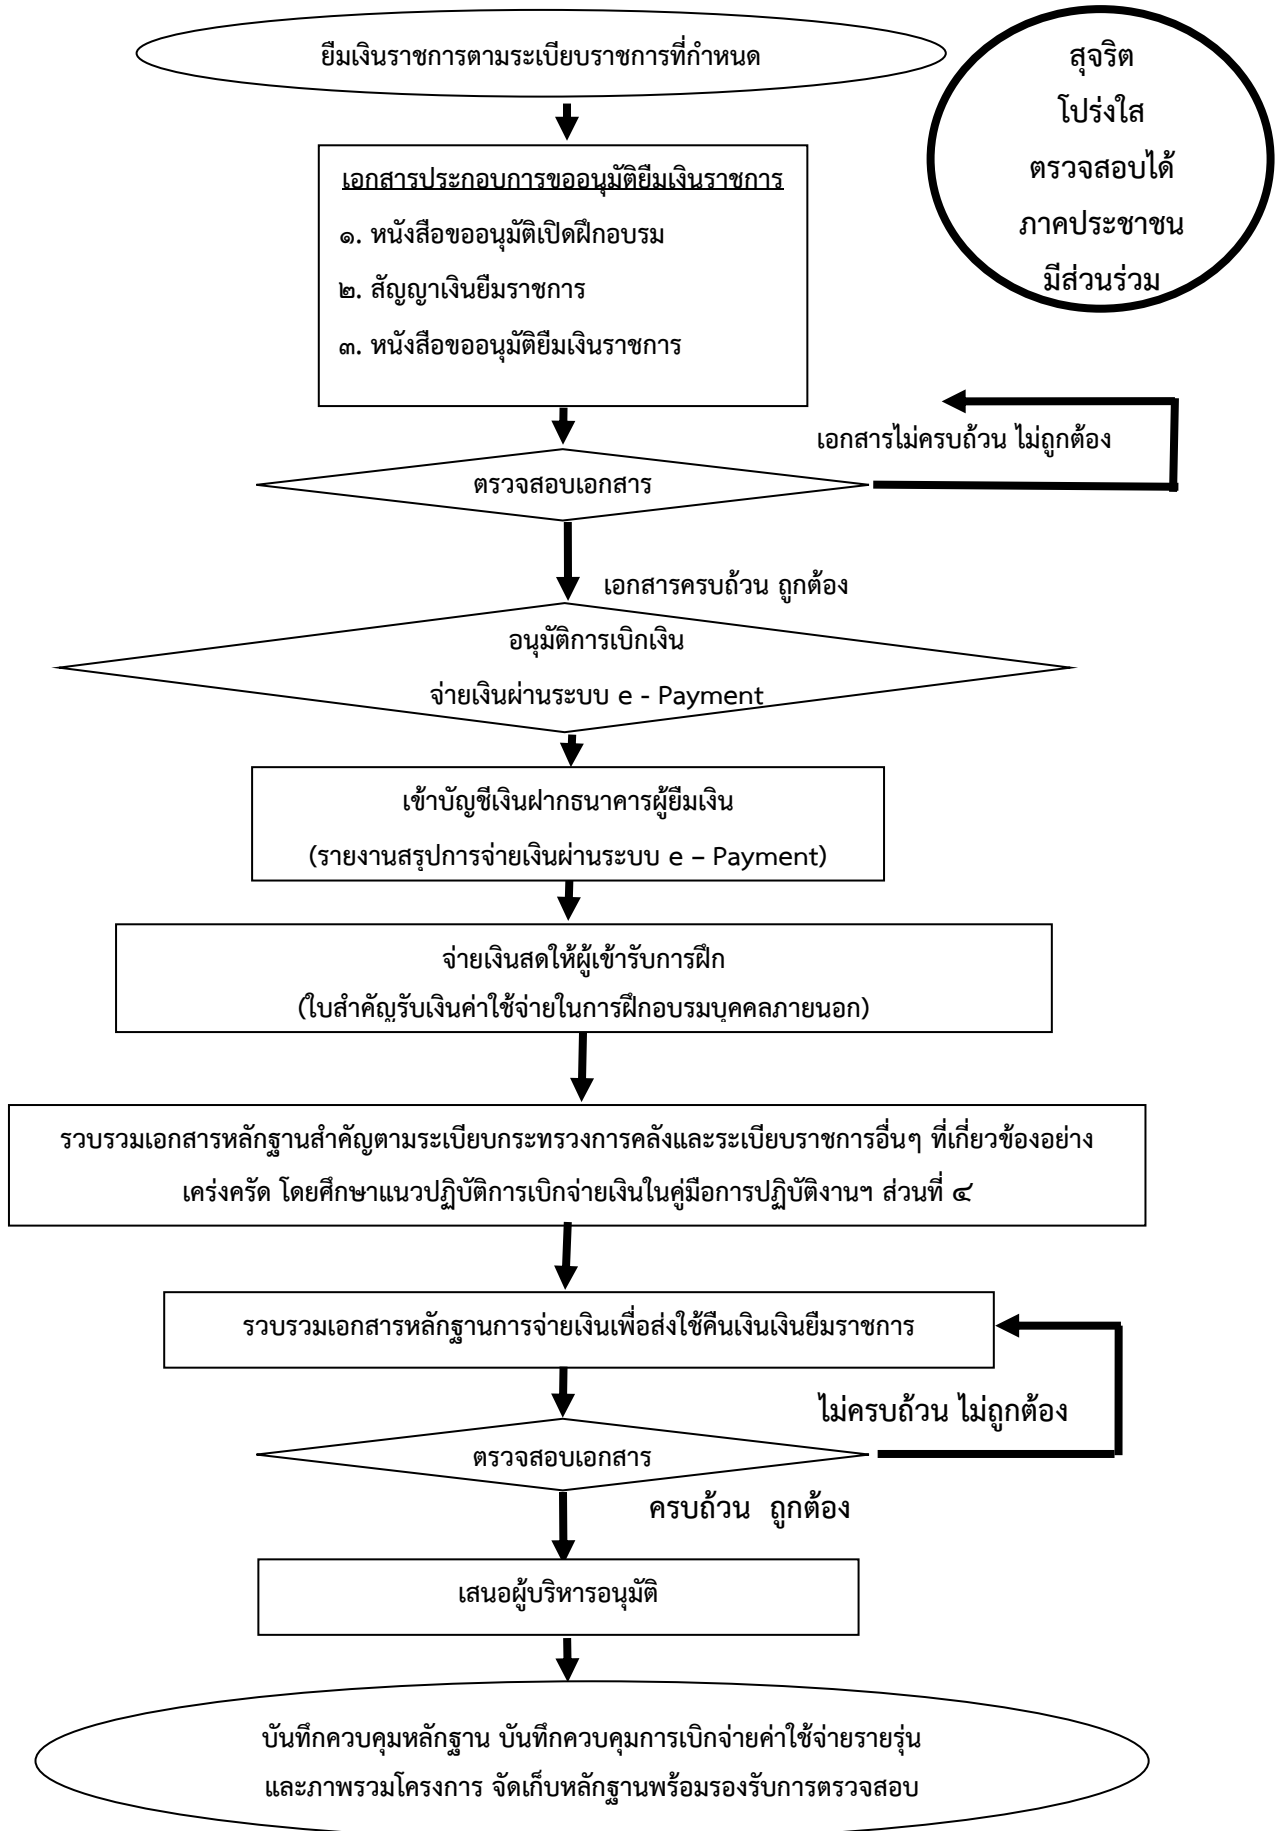 ยืมเงินราชการตามระเบียบราชการที่กำหนด
สุจริต
โปร่งใส
ตรวจสอบได้
ภาคประชาชน
มีส่วนร่วม
เอกสารประกอบการขออนุมัติยืมเงินราชการ
๑. หนังสือขออนุมัติเปิดฝึกอบรม
๒. สัญญาเงินยืมราชการ
๓. หนังสือขออนุมัติยืมเงินราชการ
เอกสารไม่ครบถ้วน ไม่ถูกต้อง
ตรวจสอบเอกสาร
เอกสารครบถ้วน ถูกต้อง
อนุมัติการเบิกเงิน
จ่ายเงินผ่านระบบ e - Payment
เข้าบัญชีเงินฝากธนาคารผู้ยืมเงิน
(รายงานสรุปการจ่ายเงินผ่านระบบ e – Payment)
จ่ายเงินสดให้ผู้เข้ารับการฝึก
(ใบสำคัญรับเงินค่าใช้จ่ายในการฝึกอบรมบุคคลภายนอก)
รวบรวมเอกสารหลักฐานสำคัญตามระเบียบกระทรวงการคลังและระเบียบราชการอื่นๆ ที่เกี่ยวข้องอย่าง
เคร่งครัด โดยศึกษาแนวปฏิบัติการเบิกจ่ายเงินในคู่มือการปฏิบัติงานฯ ส่วนที่ ๔
รวบรวมเอกสารหลักฐานการจ่ายเงินเพื่อส่งใช้คืนเงินเงินยืมราชการ
ไม่ครบถ้วน ไม่ถูกต้อง
ตรวจสอบเอกสาร
ครบถ้วน ถูกต้อง
เสนอผู้บริหารอนุมัติ
บันทึกควบคุมหลักฐาน บันทึกควบคุมการเบิกจ่ายค่าใช้จ่ายรายรุ่น
และภาพรวมโครงการ จัดเก็บหลักฐานพร้อมรองรับการตรวจสอบ